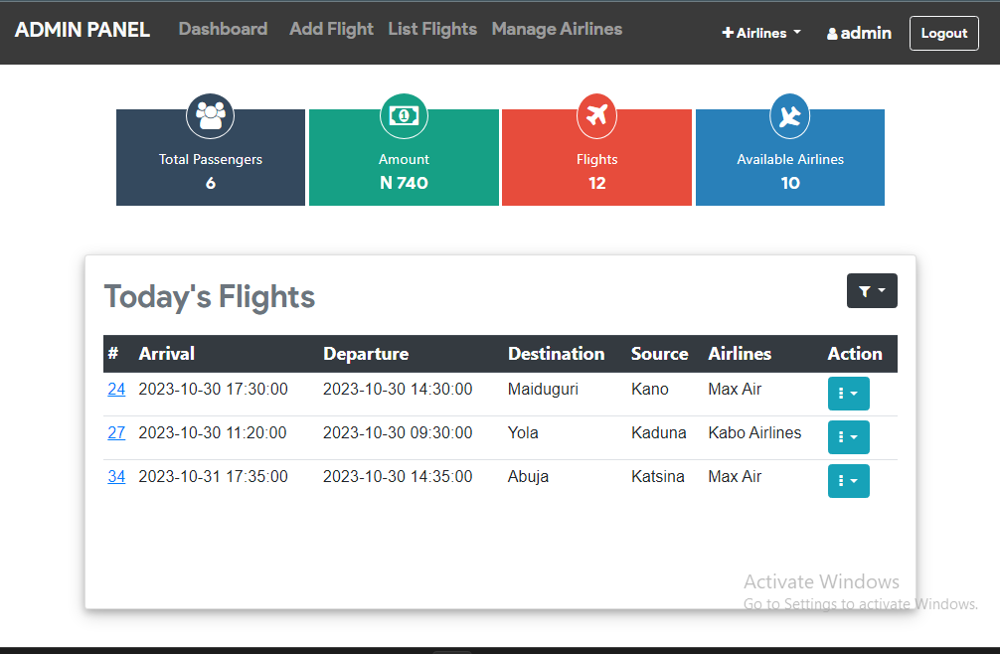 ADMIN PANEL Dashboard Add Flight List Flights Manage Airlines + Airlines admin Logout
Total Passengers
6
1
Amount
N 740
Flights
12
Available Airlines
10
Today's Flights
# Arrival Departure Destination Source Airlines Action
24 2023-10-30 17:30:00 2023-10-30 14:30:00 Maiduguri Kano Max Air
27 2023-10-30 11:20:00 2023-10-30 09:30:00 Yola Kaduna Kabo Airlines
34 2023-10-31 17:35:00 2023-10-30 14:35:00 Abuja Katsina Max Air
Activate Windows
Go to Settings to activate Windows.